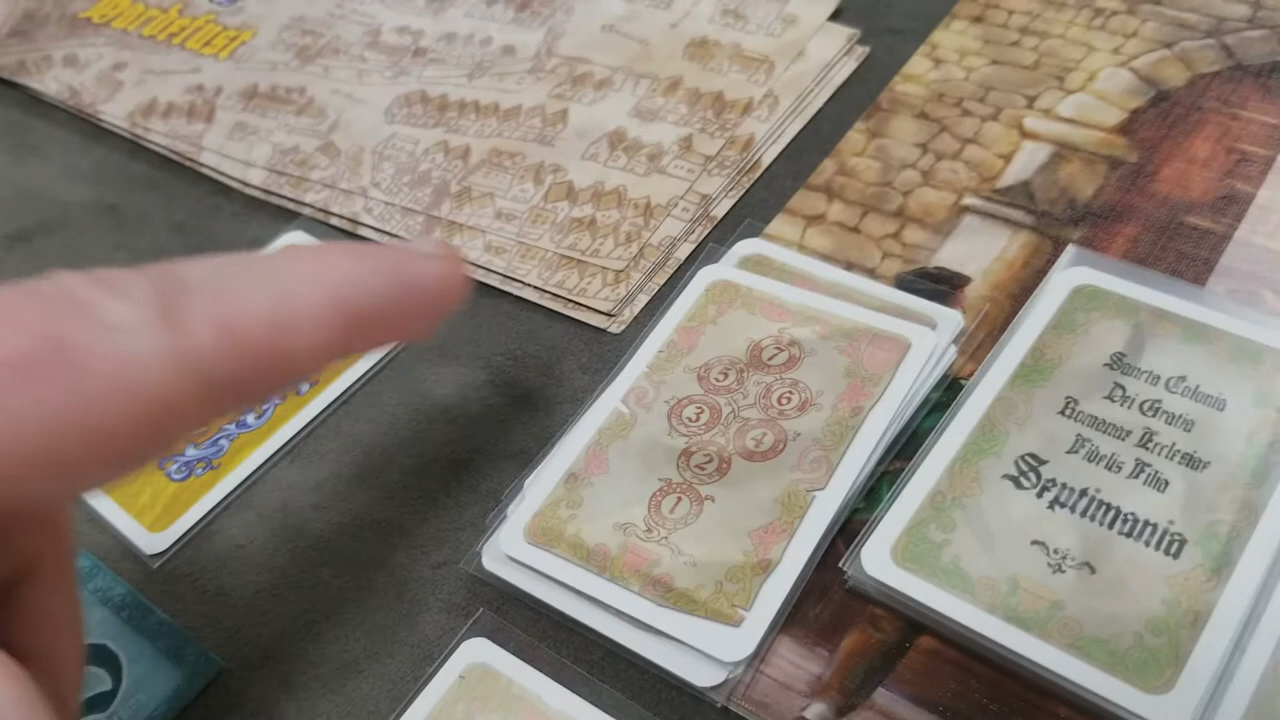 7
5
6
3
4
2
1
Sancta Colonia
Dei Gratia
Romanae Ecclesiae
Fidelis Filia
Septimania